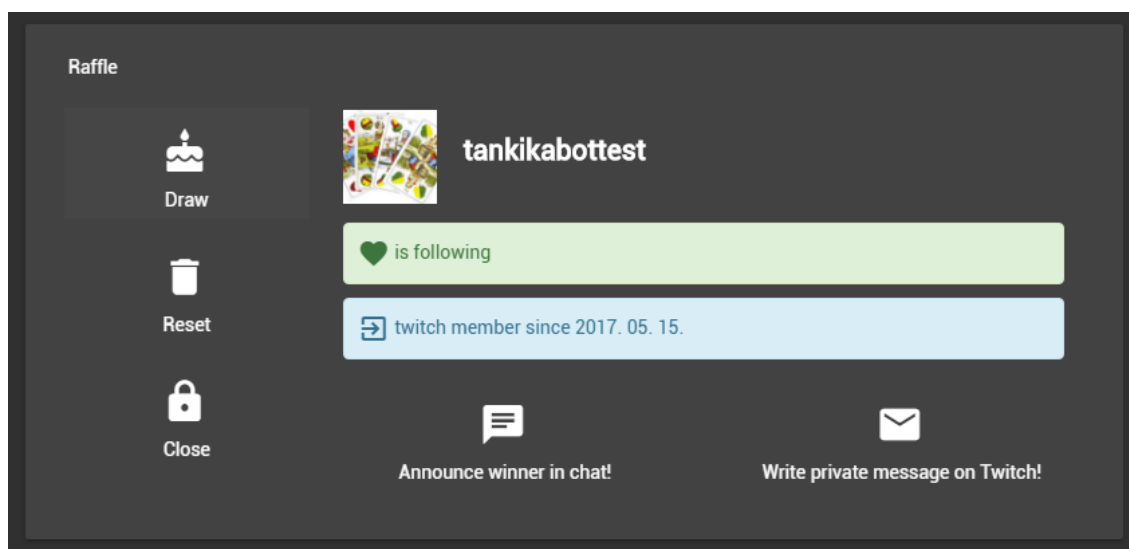 Raffle
Draw
Reset
Close
tankikabottest
is following
twitch member since 2017. 05. 15.
Announce winner in chat!
Write private message on Twitch!